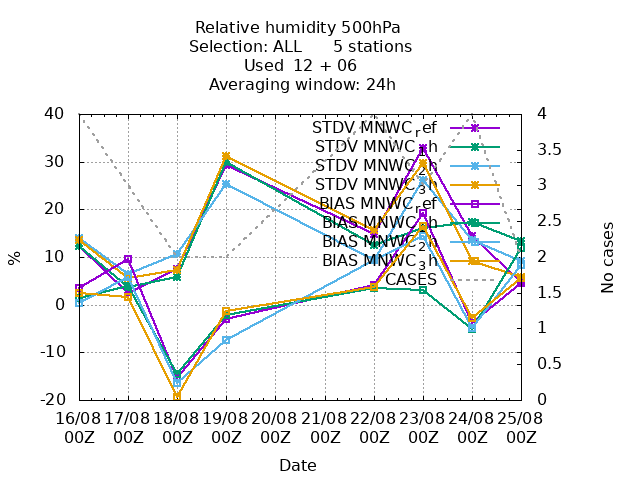 Relative humidity 500hPa
Selection: ALL 5 stations
Used 12 + 06
Averaging window: 24h
40
30
20
10
0
-10
-20
%
4
3.5
3
2.5
2
1.5
1
0.5
0
No cases
STDV MNWC_ref
STDV MNWC_1h
STDV MNWC_2h
STDV MNWC_3h
BIAS MNWC_ref
BIAS MNWC_1h
BIAS MNWC_2h
BIAS MNWC_3h
CASES
16/08 17/08 18/08 19/08 20/08 21/08 22/08 23/08 24/08 25/08
00Z 00Z 00Z 00Z 00Z 00Z 00Z 00Z 00Z 00Z
Date